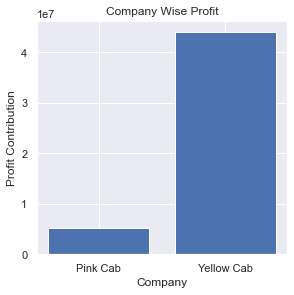 Company Wise Profit
1e7
4
3
2
1
0
Profit Contribution
Pink Cab Yellow Cab
Company